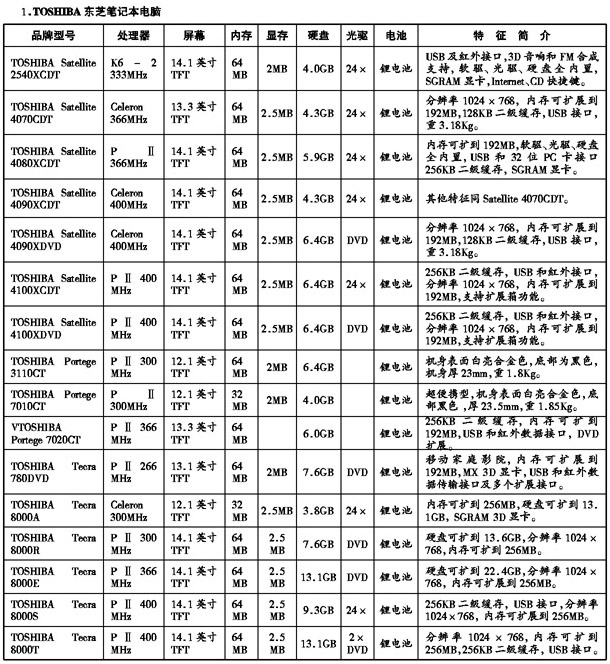 1.TOSHIBA 东芝笔记本电脑
品牌型号 处理器 屏幕 内存 显存 硬盘 光驱 电池 特征简介
TOSHIBA Satellite 2540XCDT K6-2 333MHz 14.1英寸 TFT 64 MB 2MB 4.0GB 24× 锂电池 USB及红外接口,3D音响和FM合成支持,软驱、光驱、硬盘全内置,SGRAM显卡,Internet、CD快捷键。
TOSHIBA Satellite 4070CDT Celeron 366MHz 13.3英寸 TFT 64 MB 2.5MB 4.3GB 24× 锂电池 分辨率1024×768,内存可扩展到192MB,128KB二级缓存,USB接口,重3.18Kg。
TOSHIBA Satellite 4080XCDT PⅡ 366MHz 14.1英寸 TFT 64 MB 2.5MB 5.9GB 24× 锂电池 内存可扩到192MB,软驱、光驱、硬盘全内置,USB和32位PC卡接口256KB二级缓存,SGRAM显卡。
TOSHIBA Satellite 4090XCDT Celeron 400MHz 14.1英寸 TFT 64 MB 2.5MB 4.3GB 24× 锂电池 其他特征同Satellite 4070CDT。
TOSHIBA Satellite 4090XDVD Celeron 400MHz 14.1英寸 TFT 64 MB 2.5MB 6.4GB DVD 锂电池 分辨率1024×768,内存可扩展到192MB,128KB二级缓存,USB接口,重3.18Kg。
TOSHIBA Satellite 4100XCDT PⅡ 400 MHz 14.1英寸 TFT 64 MB 2.5MB 6.4GB 24× 锂电池 256KB二级缓存,USB和红外接口,分辨率1024×768,内存可扩展到192MB,支持扩展箱功能。
TOSHIBA Satellite 4100XDVD PⅡ 400 MHz 14.1英寸 TFT 64 MB 2.5MB 6.4GB DVD 锂电池 256KB二级缓存,USB和红外接口,分辨率1024×768,内存可扩展到192MB,支持扩展箱功能。
TOSHIBA Portege 3110CT PⅡ 300 MHz 12.1英寸 TFT 64 MB 2MB 6.4GB 锂电池 机身表面白亮合金色,底部为黑色,机身厚23mm,重1.8Kg。
TOSHIBA Portege 7010CT PⅡ 300MHz 12.1英寸 TFT 32 MB 2MB 4.0GB 锂电池 超便携型,机身表面白亮合金色,底部黑色,厚23.5mm,重1.85Kg。
VTOSHIBA Portege 7020CT PⅡ 366 MHz 13.3英寸 TFT 64 MB 6.0GB 锂电池 256KB二级缓存,内存可扩到192MB,USB和红外数据接口,DVD扩展。
TOSHIBA Tecra 780DVD PⅡ 266 MHz 13.1英寸 TFT 64 MB 2MB 7.6GB DVD 锂电池 移动家庭影院,内存可扩展到192MB,MX 3D显卡,USB和红外数据传输接口及多个扩展接口。
TOSHIBA Tecra 8000A Celeron 300MHz 12.1英寸 TFT 32 MB 2.5MB 3.8GB 24× 锂电池 内存可扩到256MB,硬盘可扩到13.1GB,SGRAM 3D显卡。
TOSHIBA Tecra 8000R PⅡ 300 MHz 14.1英寸 TFT 64 MB 2.5 MB 7.6GB DVD 锂电池 硬盘可扩到13.6GB,分辨率1024×768,内存可扩到256MB。
TOSHIBA Tecra 8000E PⅡ 366 MHz 14.1英寸 TFT 64 MB 2.5 MB 13.1GB DVD 锂电池 硬盘可扩到22.4GB,分辨率1024×768,内存可扩展到256MB。
TOSHIBA Tecra 8000S PⅡ 400 MHz 14.1英寸 TFT 64 MB 2.5 MB 9.3GB 24× 锂电池 256KB二级缓存,USB接口,分辨率1024×768,内存可扩展到256MB。
TOSHIBA Tecra 8000T PⅡ 400 MHz 14.1英寸 TFT 64 MB 2.5 MB 13.1GB 2× DVD 锂电池 分辨率1024×768,内存可扩到256MB,256KB二级缓存,USB接口。